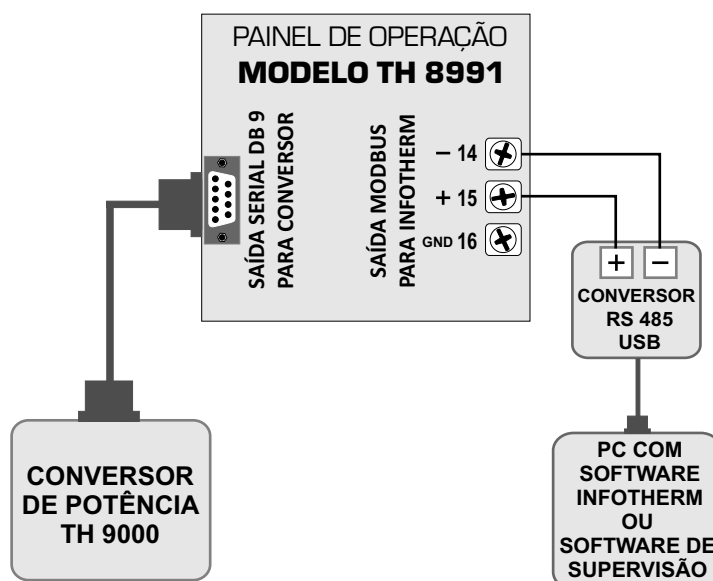 PAINEL DE OPERAÇÃO
MODELO TH 8991
SAÍDA SERIAL DB 9
PARA CONVERSOR
SAÍDA MODBUS
PARA INFOTHERM
− 14
+ 15
GND 16
+ −
CONVERSOR
RS 485
USB
CONVERSOR
DE POTÊNCIA
TH 9000
PC COM
SOFTWARE
INFOTHERM
OU
SOFTWARE DE
SUPERVISÃO